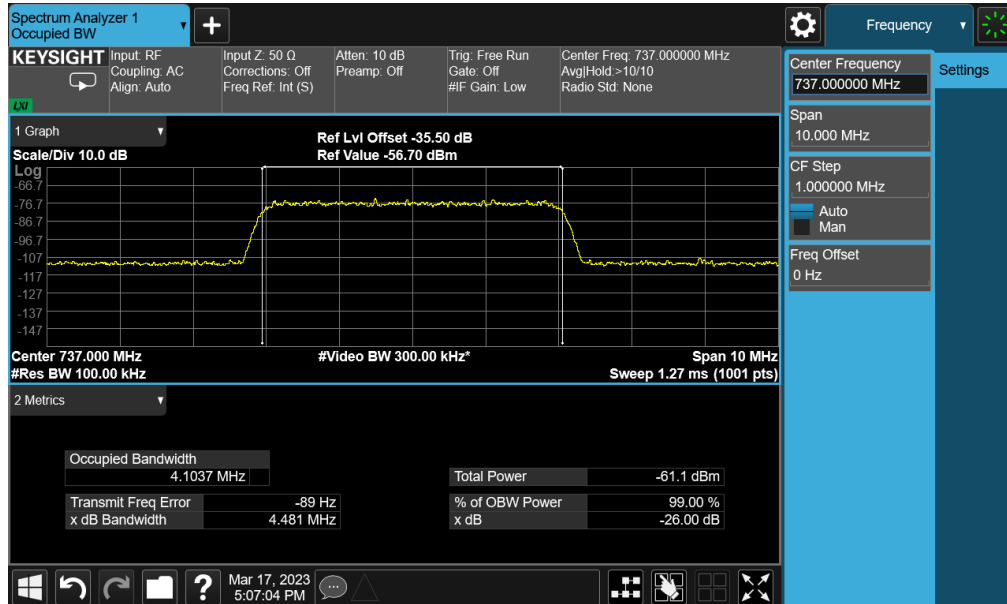 Spectrum Analyzer 1
Occupied BW
Frequency
KEYSIGHT
Input: RF
Coupling: AC
Align: Auto
Input Z: 50 Ω
Corrections: Off
Freq Ref: Int (S)
Atten: 10 dB
Preamp: Off
Trig: Free Run
Gate: Off
#IF Gain: Low
Center Freq: 737.000000 MHz
Avg|Hold:>10/10
Radio Std: None
LXI
Center Frequency
737.000000 MHz
Settings
Span
10.000 MHz
CF Step
1.000000 MHz
Auto
Man
Freq Offset
0 Hz
1 Graph
Scale/Div 10.0 dB
Ref Lvl Offset -35.50 dB
Ref Value -56.70 dBm
Log
-66.7
-76.7
-86.7
-96.7
-107
-117
-127
-137
-147
Center 737.000 MHz
#Video BW 300.00 kHz*
Span 10 MHz
#Res BW 100.00 kHz
Sweep 1.27 ms (1001 pts)
2 Metrics
Occupied Bandwidth
4.1037 MHz
Total Power -61.1 dBm
Transmit Freq Error -89 Hz
% of OBW Power 99.00 %
x dB Bandwidth 4.481 MHz
x dB -26.00 dB
?
Mar 17, 2023
5:07:04 PM